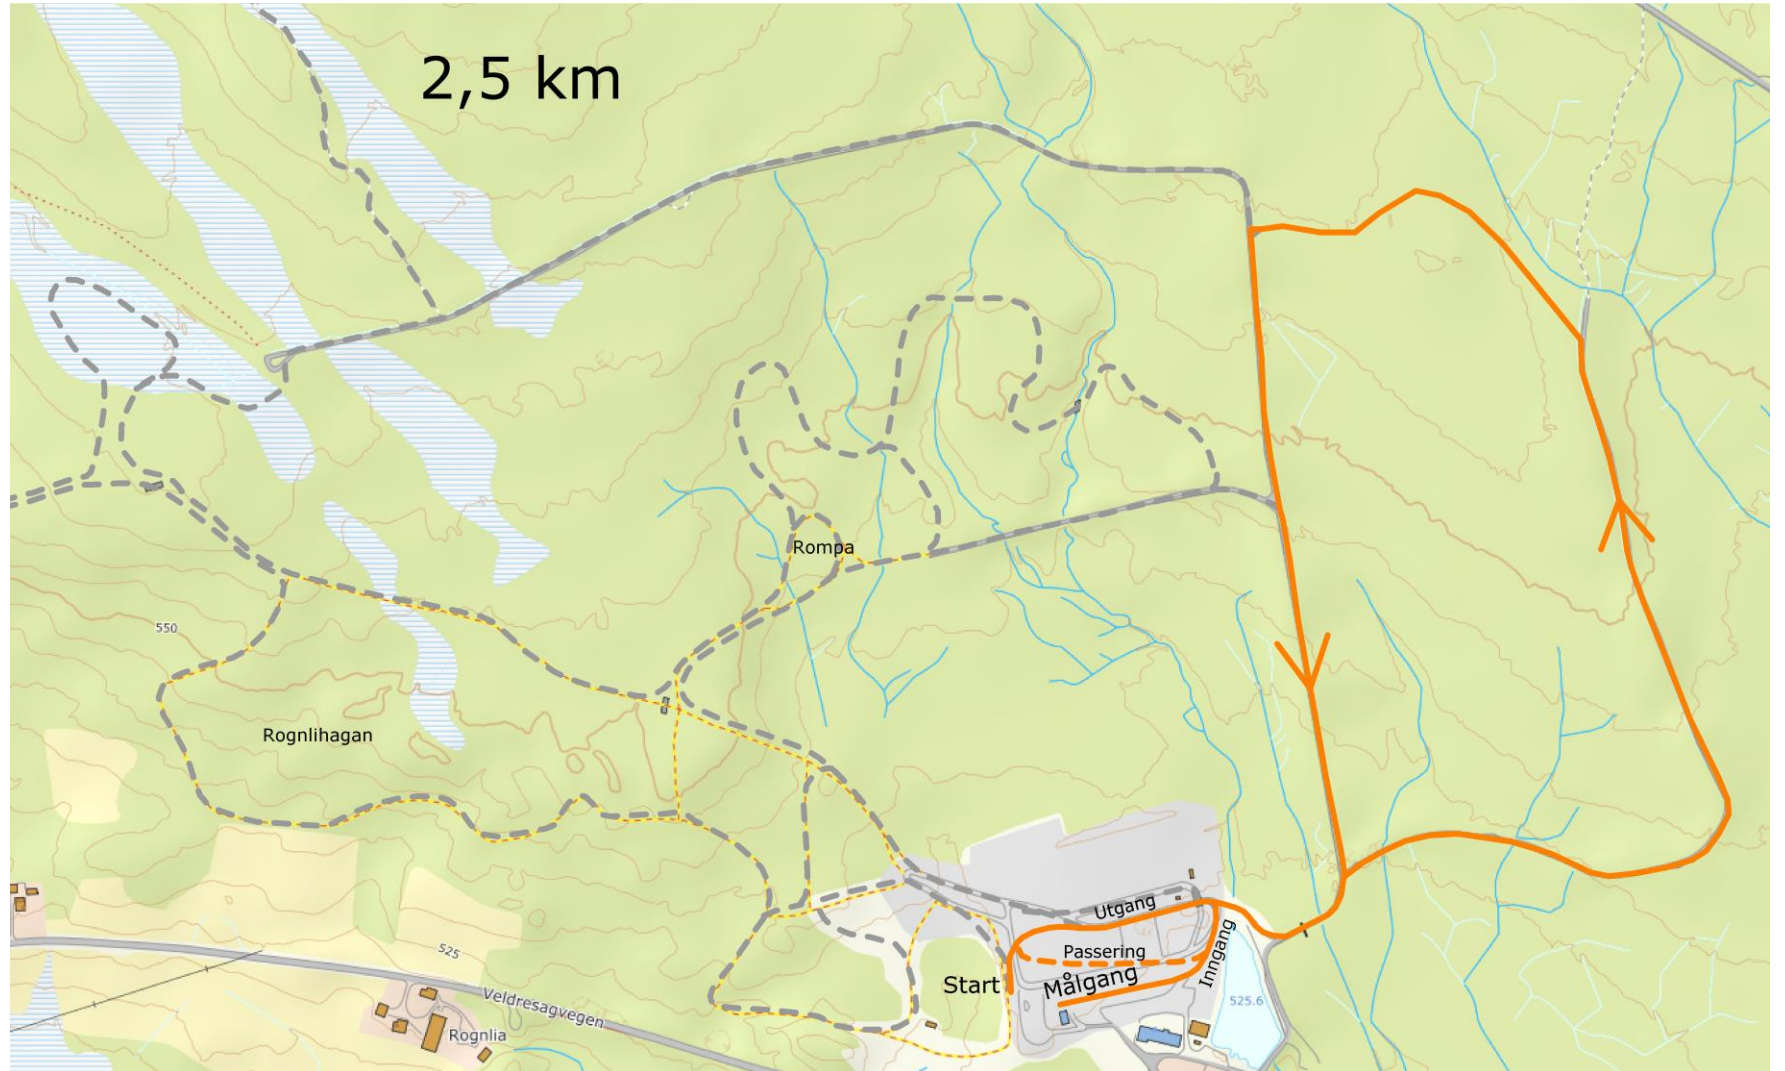 2,5 km
Rompa
550
Rognlihagan
Utgang
Passering
Inngang
Målgang
Start
525
Veldresagvegen
525.6
Rognlia